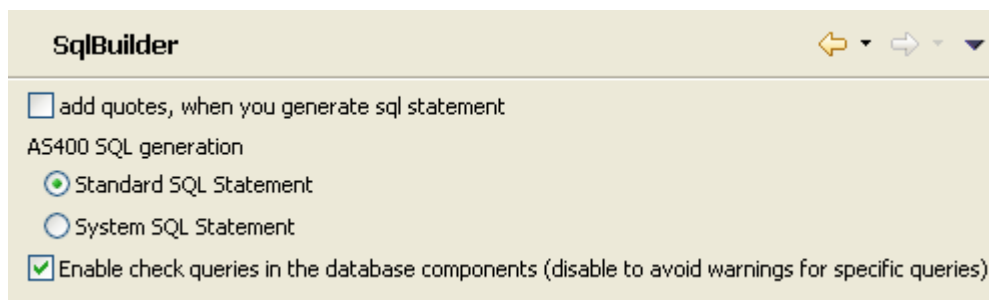 SqlBuilder
add quotes, when you generate sql statement
AS400 SQL generation
Standard SQL Statement
System SQL Statement
Enable check queries in the database components (disable to avoid warnings for specific queries)